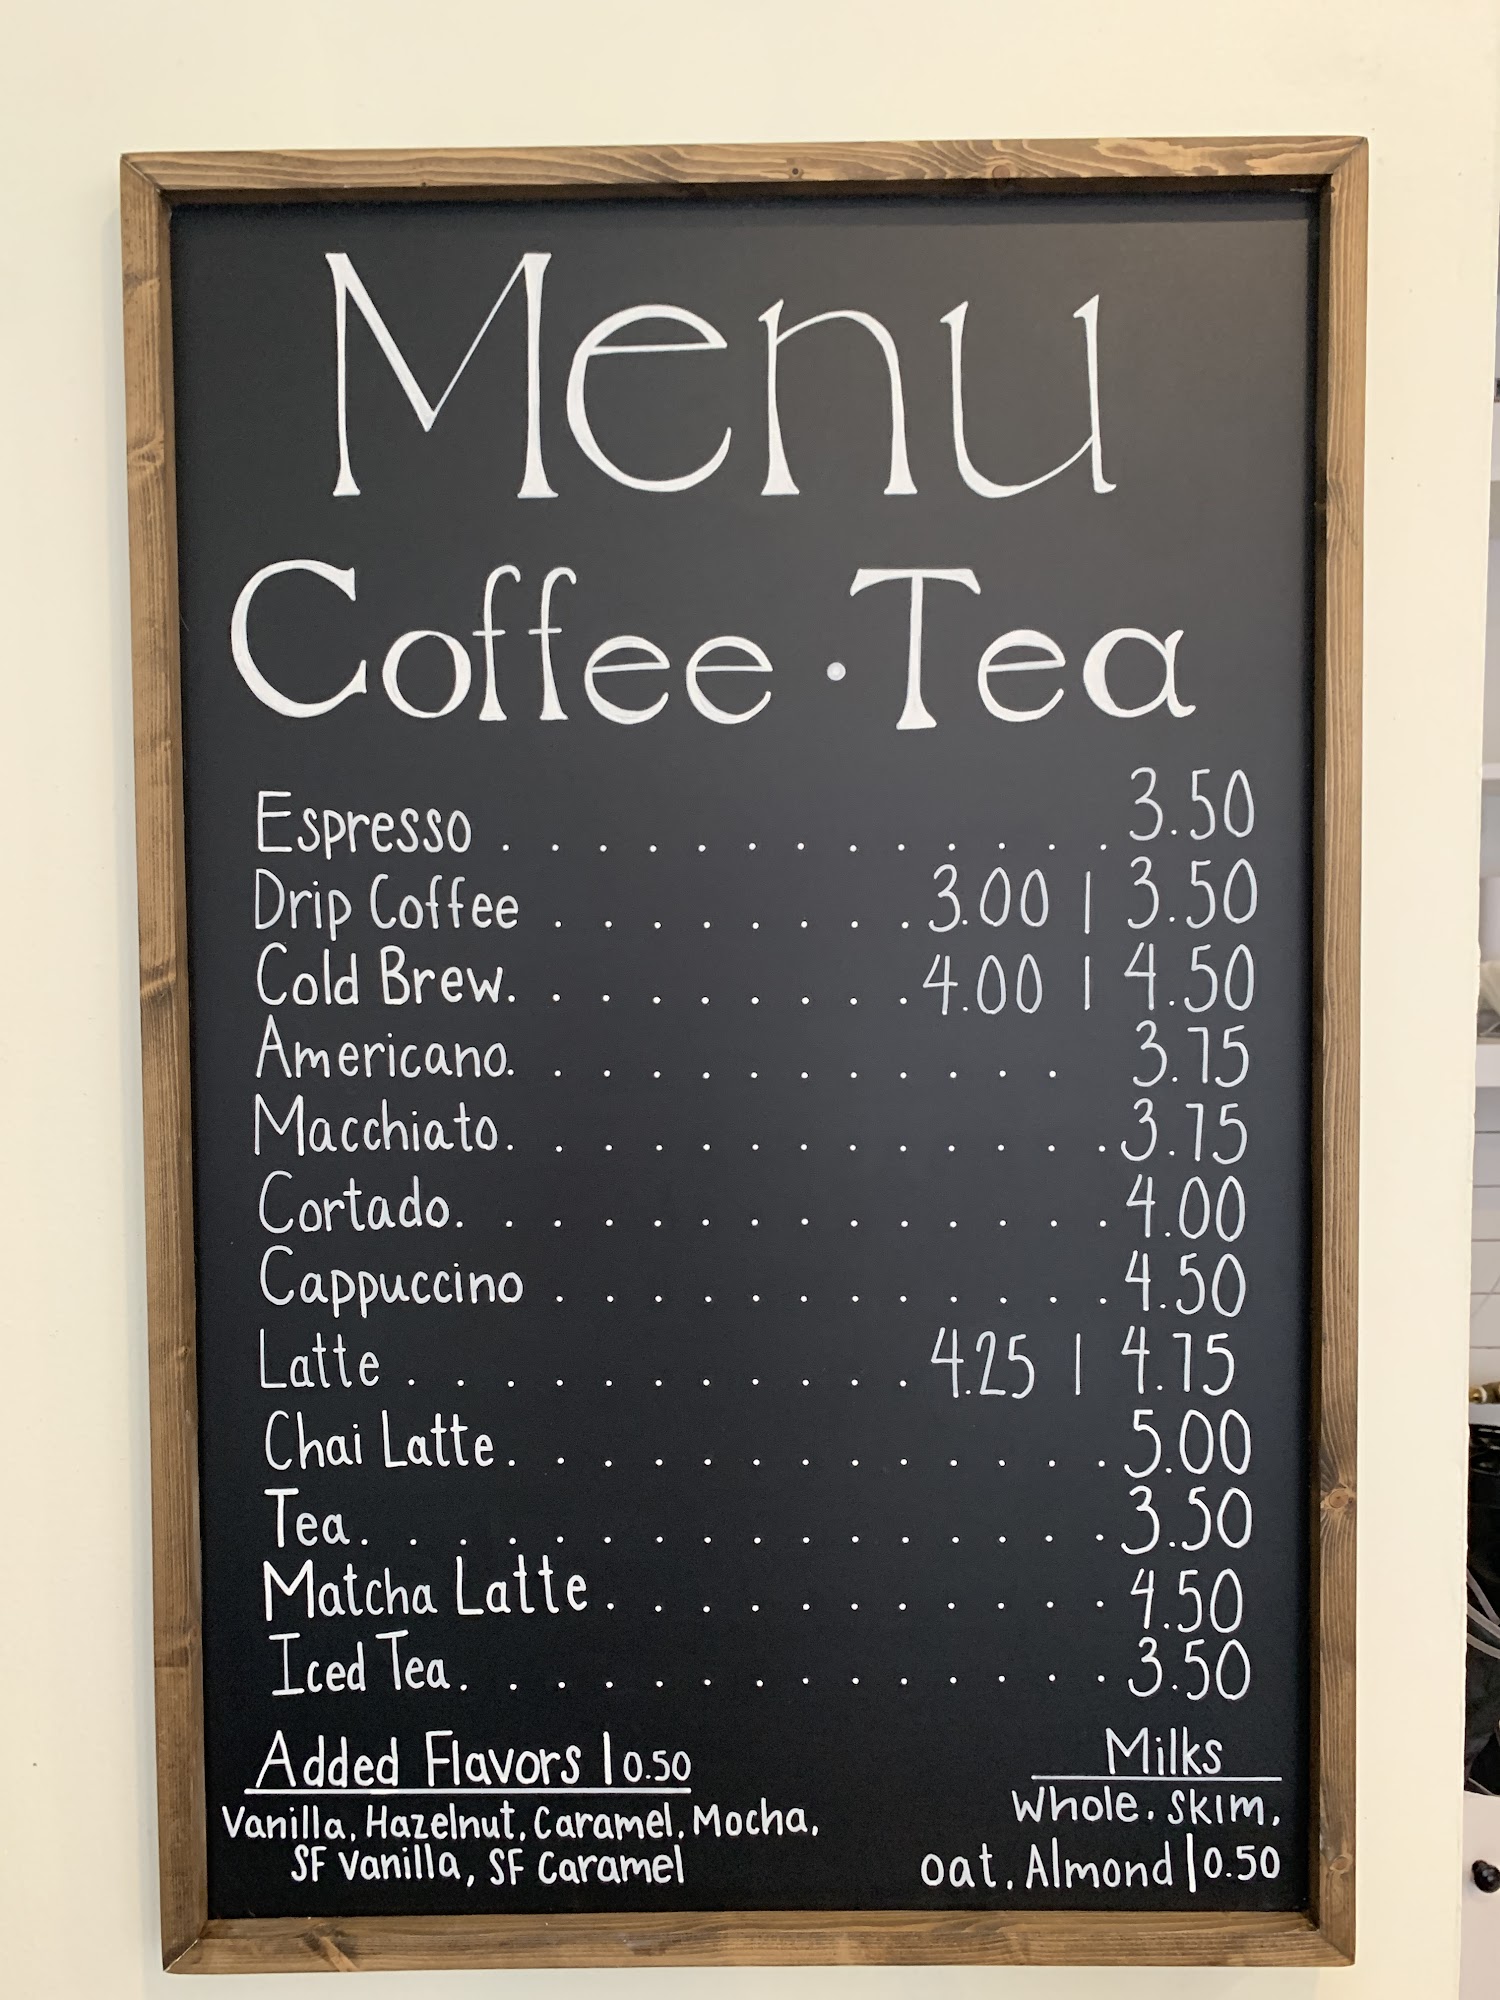 Menu
Coffee · Tea
Espresso . . . . . . . . . . . . . 3.50
Drip Coffee . . . . . . . . 3.00 | 3.50
Cold Brew. . . . . . . . . 4.00 | 4.50
Americano. . . . . . . . . . . . 3.75
Macchiato. . . . . . . . . . . . . 3.75
Cortado. . . . . . . . . . . . . . 4.00
Cappuccino . . . . . . . . . . . . 4.50
Latte . . . . . . . . . . . 4.25 | 4.75
Chai Latte. . . . . . . . . . . . . 5.00
Tea. . . . . . . . . . . . . . . . 3.50
Matcha Latte. . . . . . . . . . . 4.50
Iced Tea. . . . . . . . . . . . . . 3.50
Added Flavors | 0.50
Vanilla, Hazelnut, Caramel, Mocha,
SF Vanilla, SF Caramel
Milks
Whole, Skim,
oat, Almond | 0.50